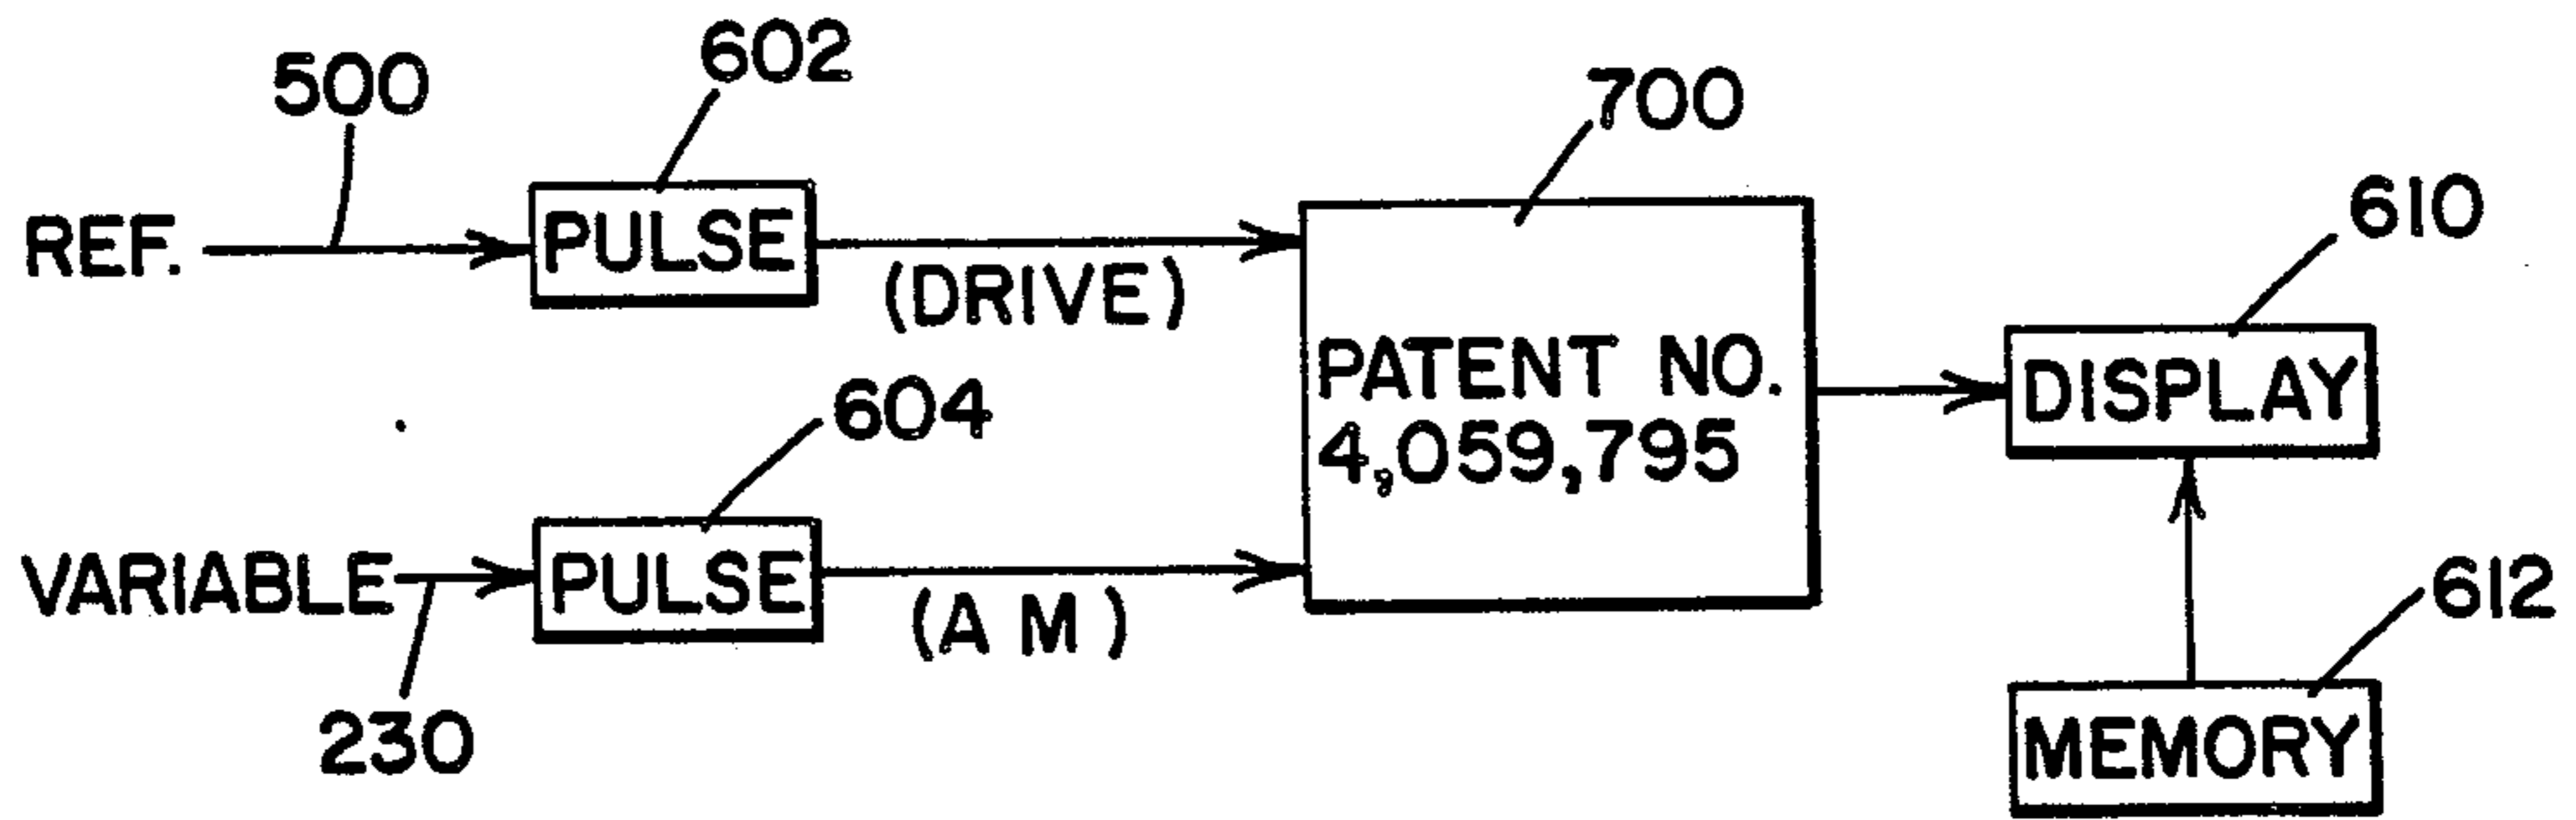 500
602
700
REF.
PULSE
(DRIVE)
610
PATENT NO.
4,059,795
DISPLAY
604
VARIABLE
PULSE
(A M)
230
612
MEMORY